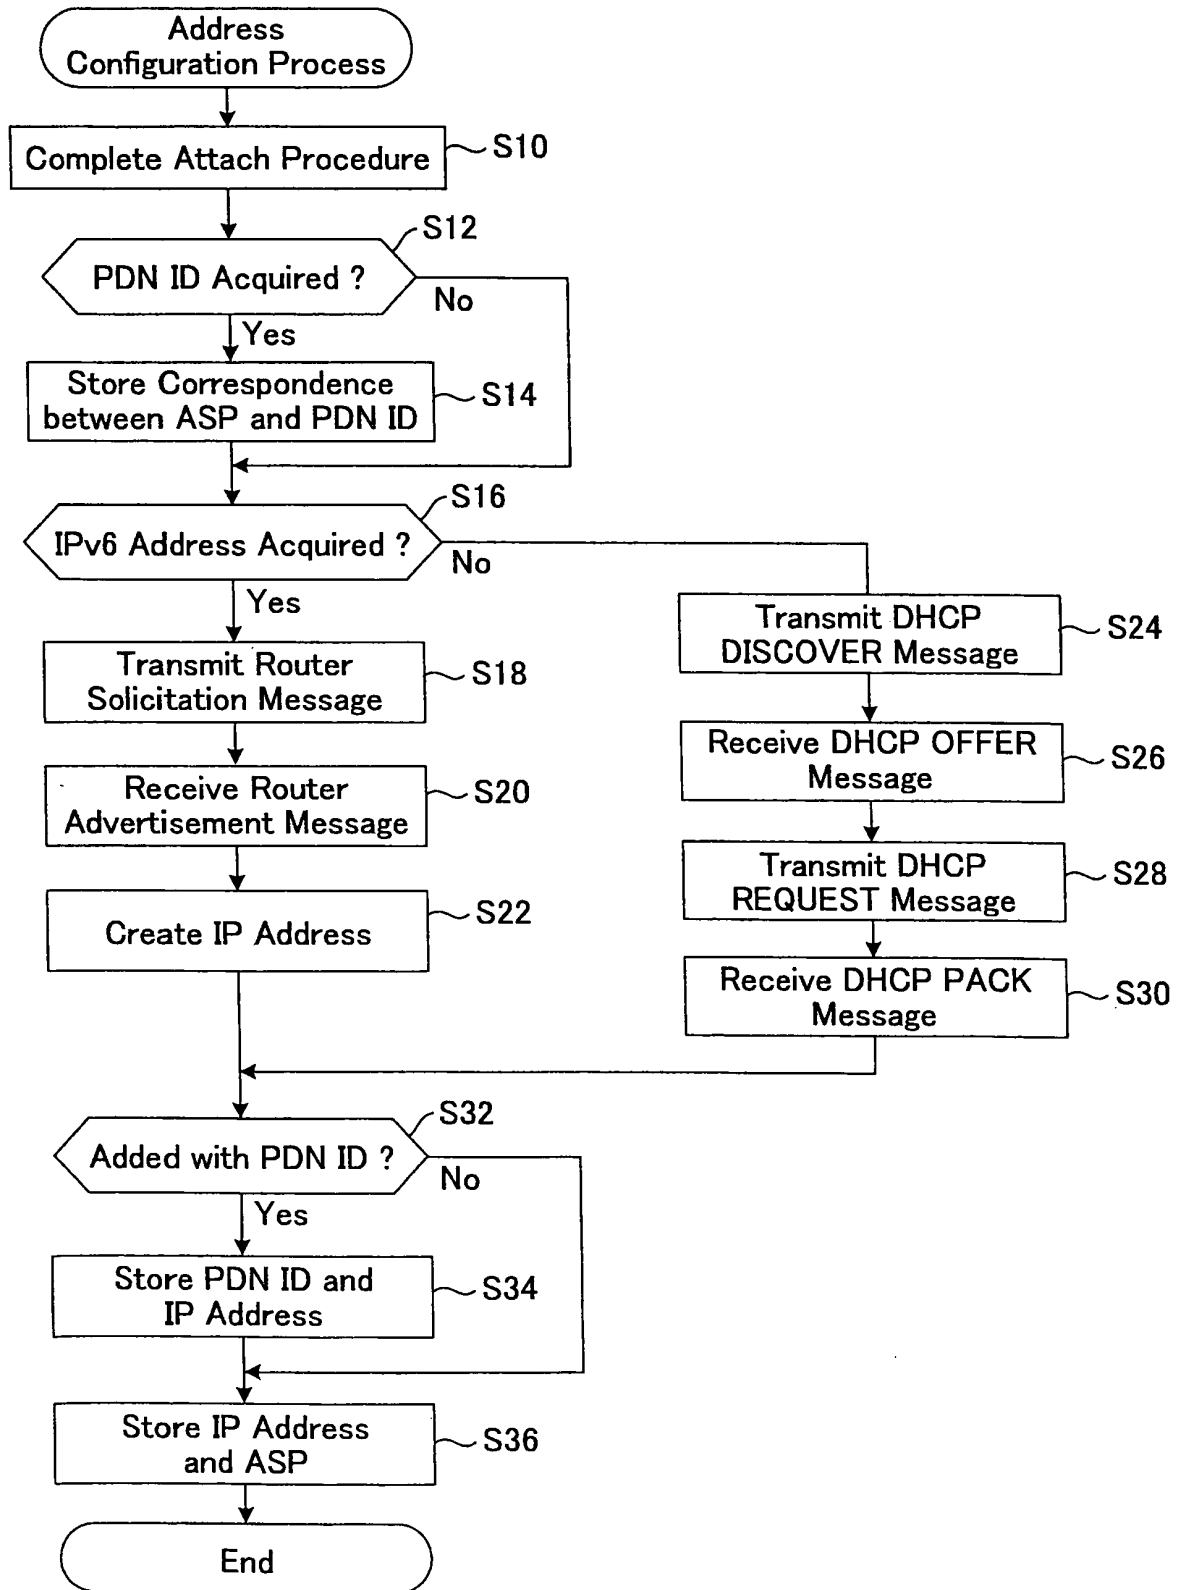 Address
Configuration Process
Complete Attach Procedure
S10
S12
PDN ID Acquired ?
No
Yes
Store Correspondence
between ASP and PDN ID
S14
S16
IPv6 Address Acquired ?
No
Yes
Transmit Router
Solicitation Message
S18
Receive Router
Advertisement Message
S20
Create IP Address
S22
Transmit DHCP
DISCOVER Message
S24
Receive DHCP OFFER
Message
S26
Transmit DHCP
REQUEST Message
S28
Receive DHCP PACK
Message
S30
S32
Added with PDN ID ?
No
Yes
Store PDN ID and
IP Address
S34
Store IP Address
and ASP
S36
End